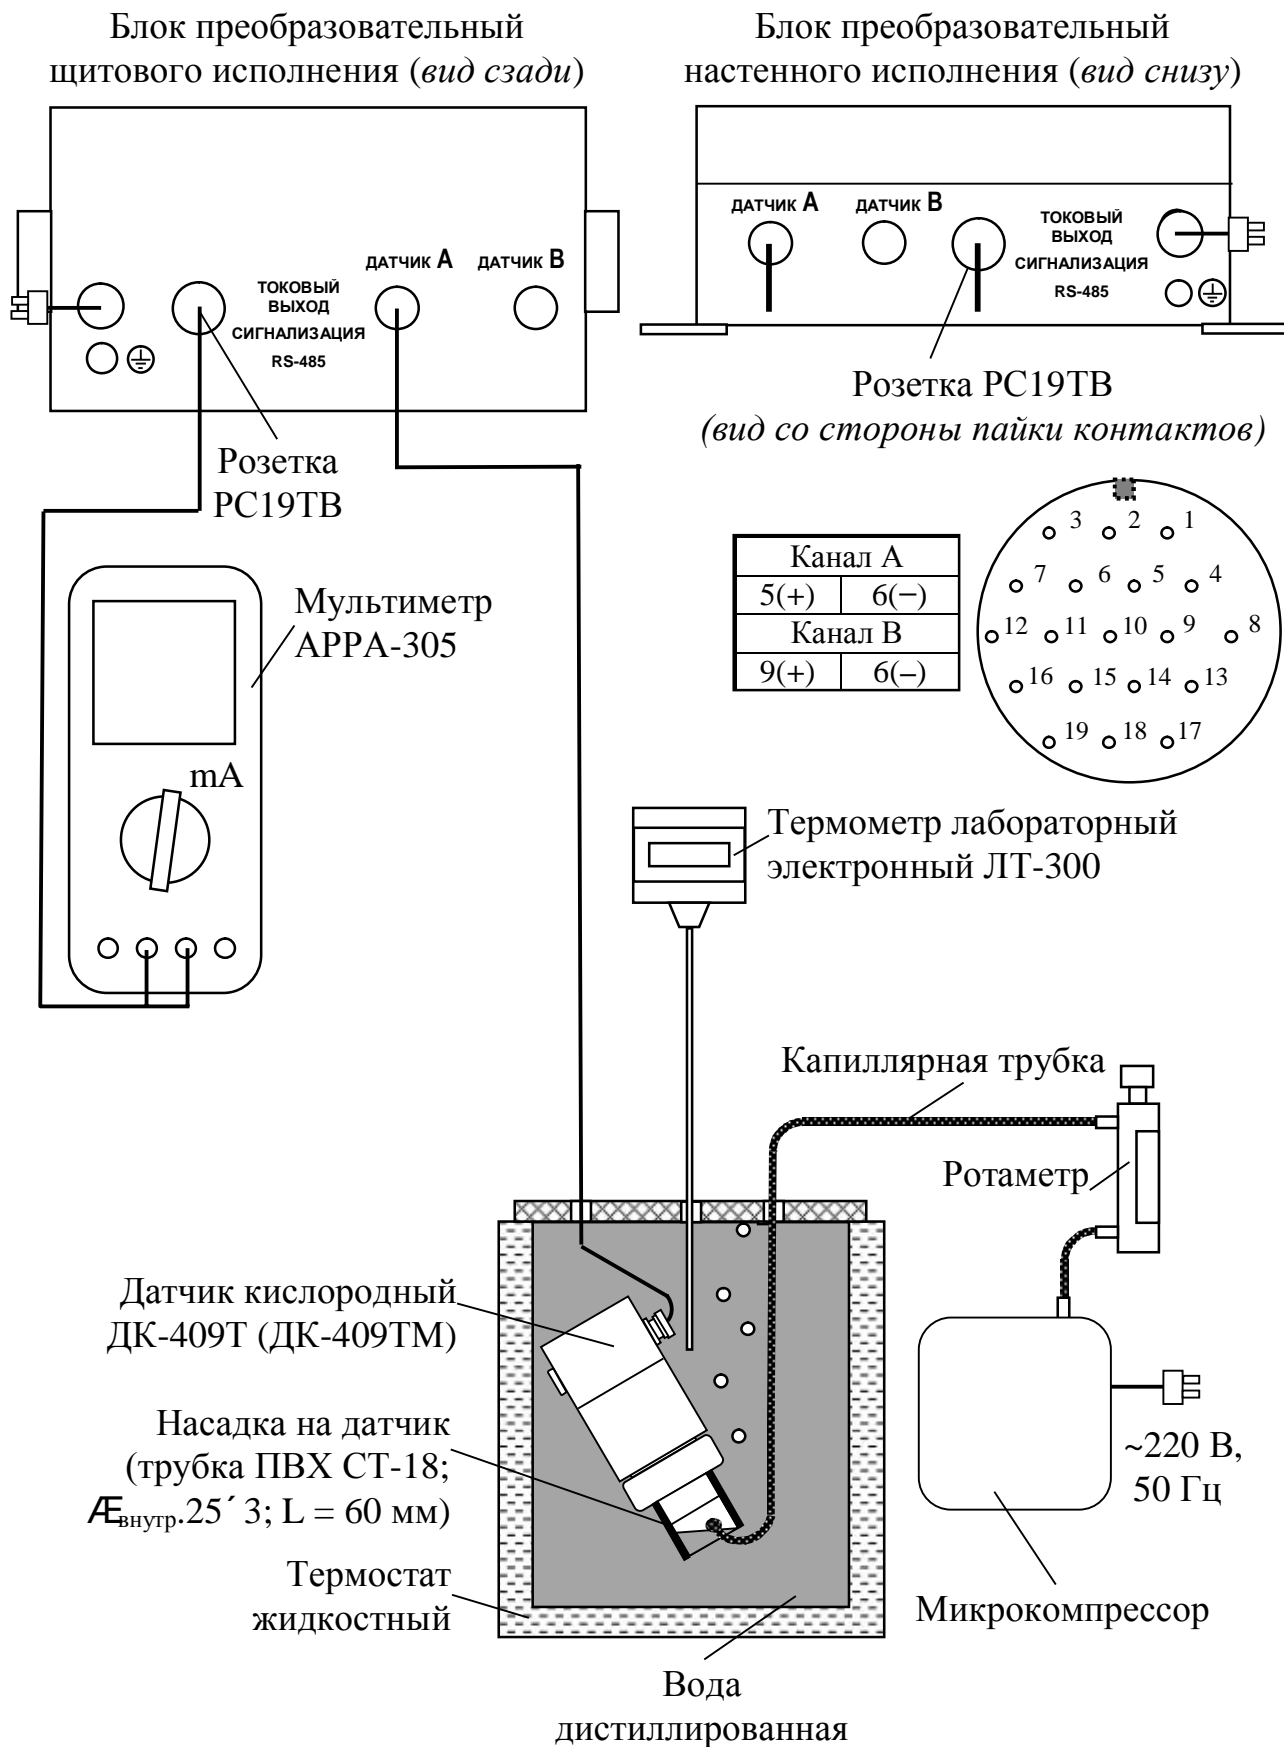 Блок преобразовательный
щитового исполнения (вид сзади)
Блок преобразовательный
настенного исполнения (вид снизу)
ДАТЧИК А
ДАТЧИК В
ТОКОВЫЙ
ВЫХОД
СИГНАЛИЗАЦИЯ
RS-485
ДАТЧИК А
ДАТЧИК В
ТОКОВЫЙ
ВЫХОД
СИГНАЛИЗАЦИЯ
RS-485
Розетка
РС19ТВ
Розетка РС19ТВ
(вид со стороны пайки контактов)
Канал А
5(+) 6(−)
Канал В
9(+) 6(–)
3 2 1
7 6 5 4
12 11 10 9 8
16 15 14 13
19 18 17
Мультиметр
АРРА-305
mA
Термометр лабораторный
электронный ЛТ-300
Капиллярная трубка
Ротаметр
Датчик кислородный
ДК-409Т (ДК-409ТМ)
Насадка на датчик
(трубка ПВХ СТ-18;
Æвнутр.25´3; L = 60 мм)
Термостат
жидкостный
~220 В,
50 Гц
Микрокомпрессор
Вода
дистиллированная